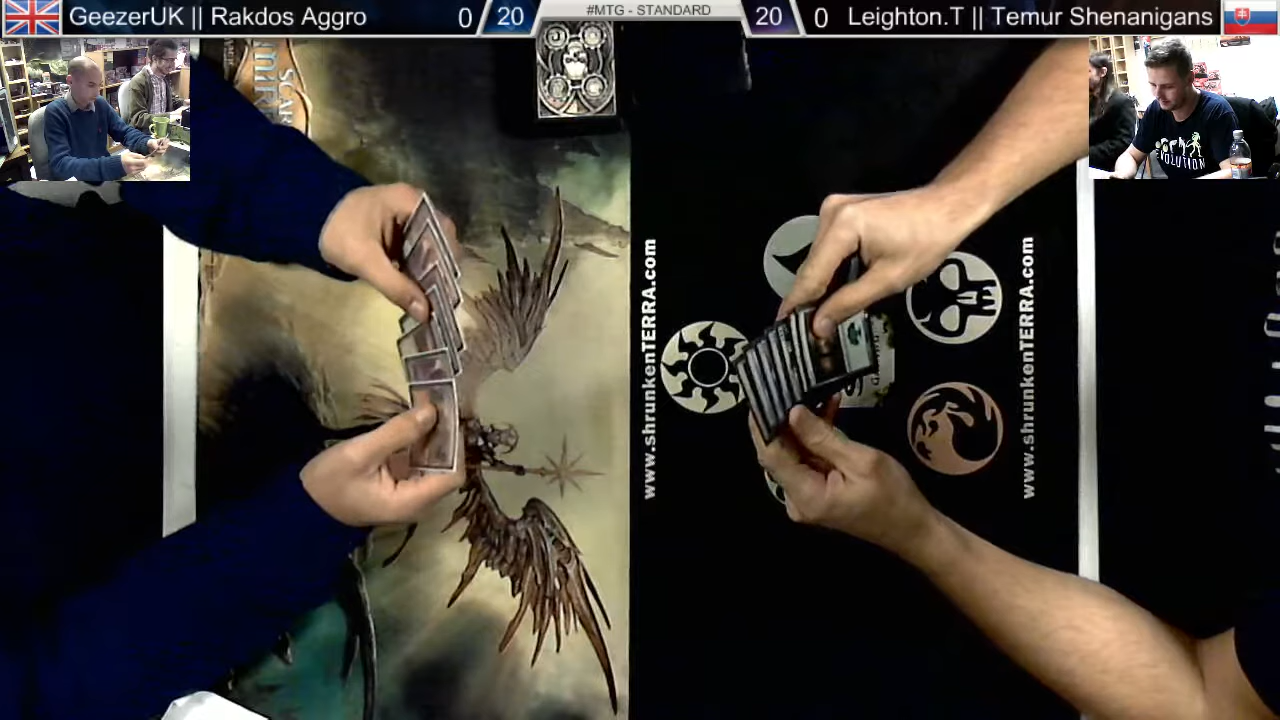 GeezerUK || Rakdos Aggro 0 20 #MTG - STANDARD 20 0 Leighton.T || Temur Shenanigans
SCAR
EVOLUTION
www.shrunkenTERRA.com
www.shrunkenTERRA.com